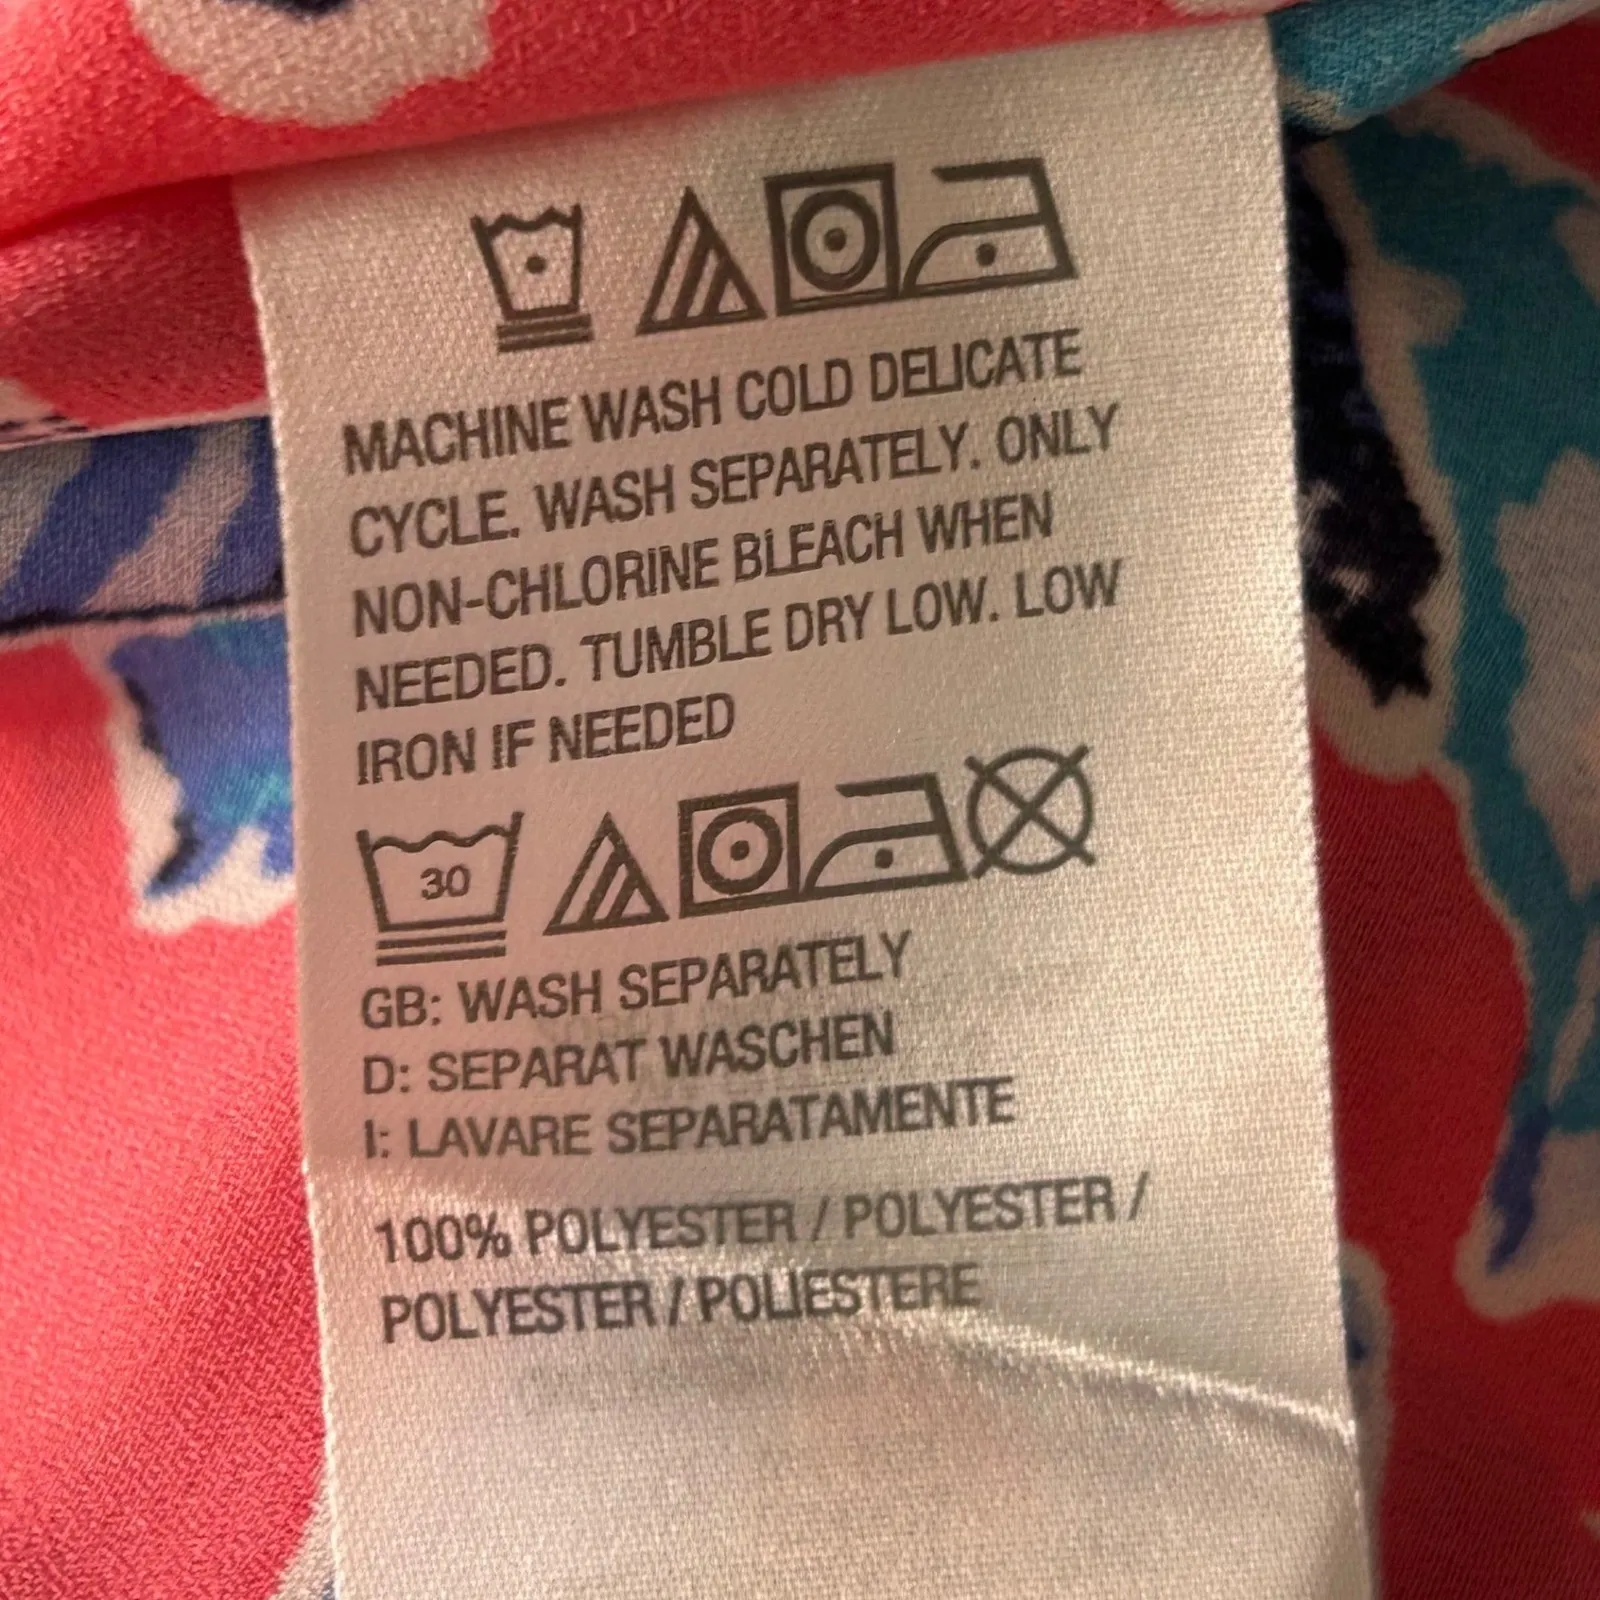 MACHINE WASH COLD DELICATE
CYCLE. WASH SEPARATELY. ONLY
NON-CHLORINE BLEACH WHEN
NEEDED. TUMBLE DRY LOW. LOW
IRON IF NEEDED
30
GB: WASH SEPARATELY
D: SEPARAT WASCHEN
I: LAVARE SEPARATAMENTE
100% POLYESTER / POLYESTER /
POLYESTER / POLIESTERE